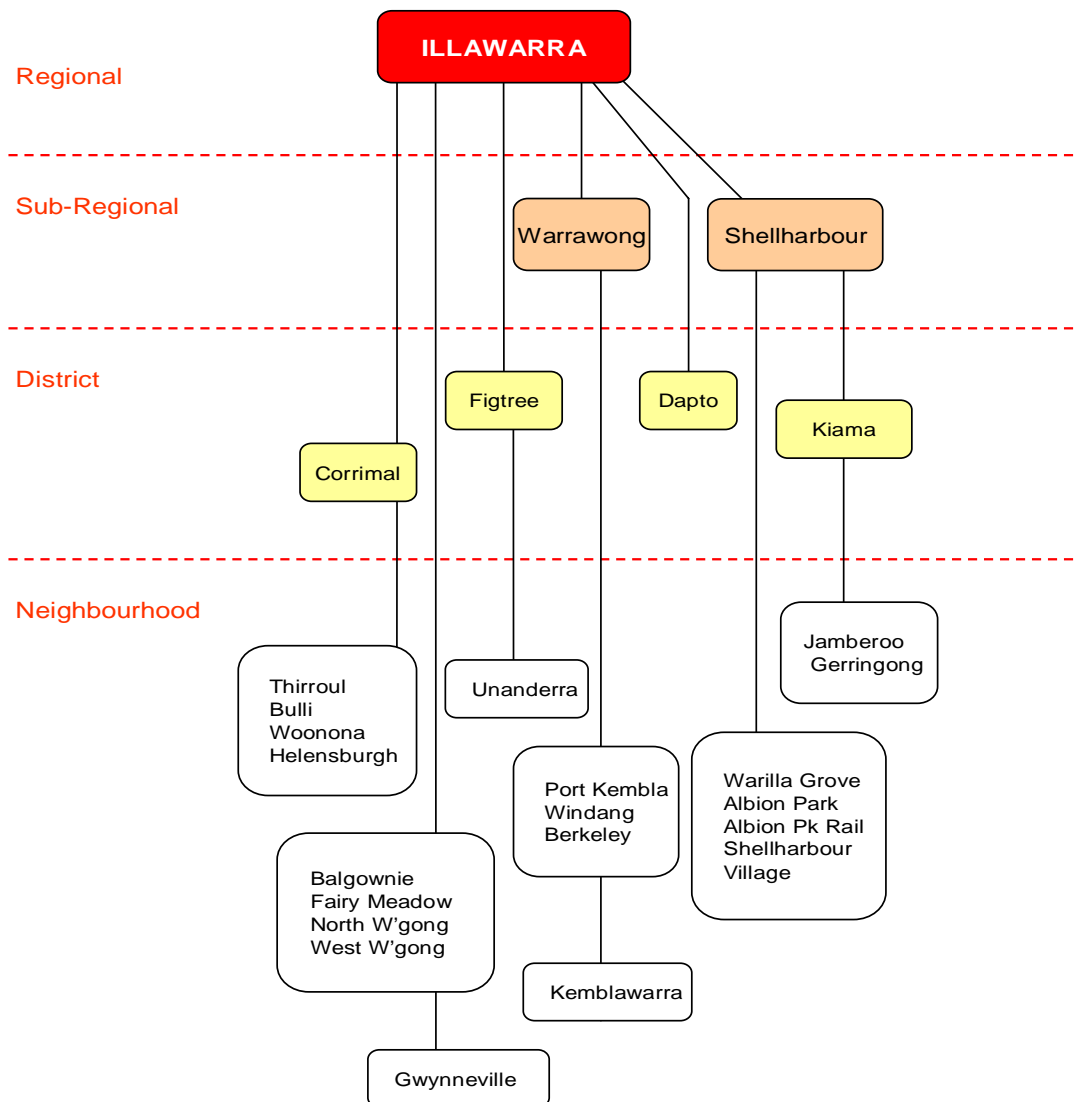 ILLAWARRA
Regional
Sub-Regional
Warrawong
Shellharbour
District
Figtree
Dapto
Kiama
Corrimal
Neighbourhood
Jamberoo
Gerringong
Thirroul
Bulli
Woonona
Helensburgh
Unanderra
Port Kembla
Windang
Berkeley
Warilla Grove
Albion Park
Albion Pk Rail
Shellharbour
Village
Balgownie
Fairy Meadow
North W'gong
West W'gong
Kemblawarra
Gwynneville